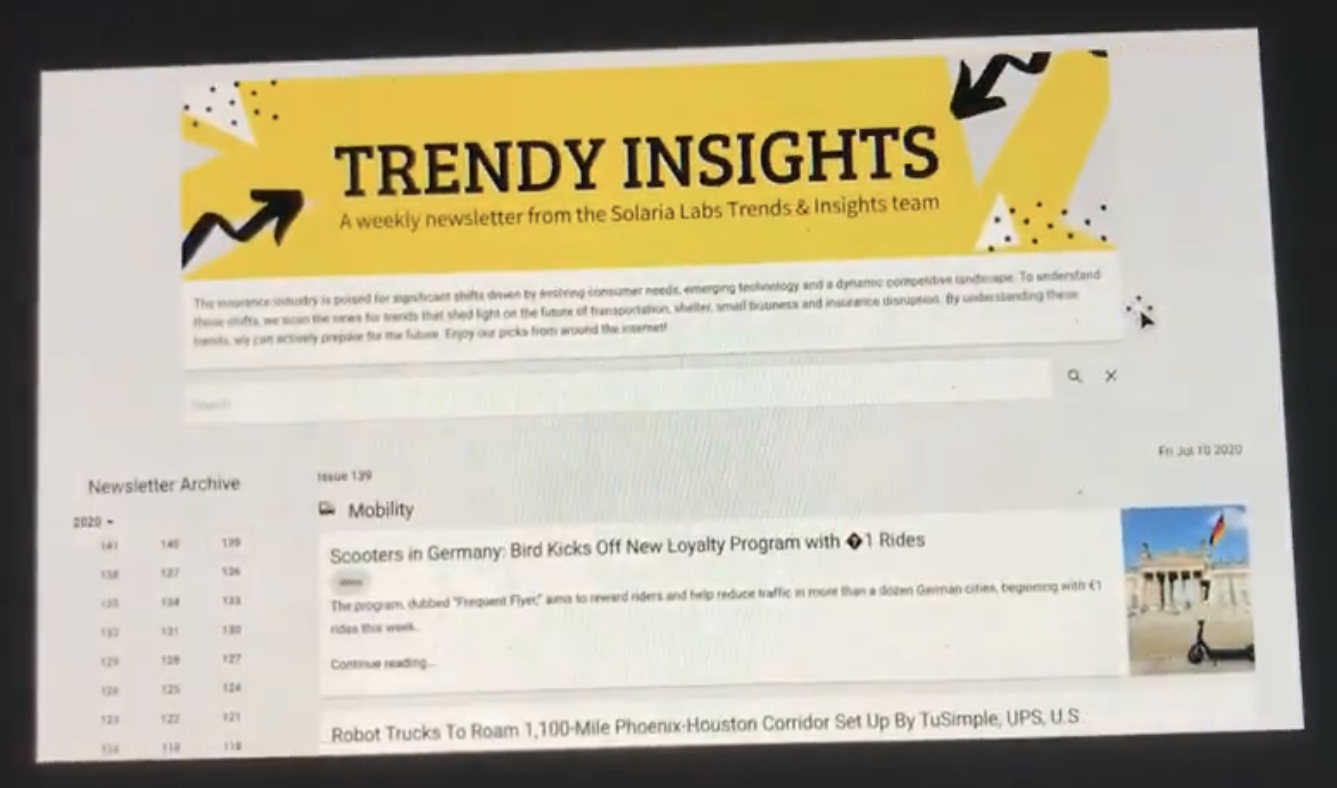 TRENDY INSIGHTS
A weekly newsletter from the Solaria Labs Trends & Insights team
The insurance industry is poised for significant shifts driven by evolving consumer needs, emerging technology and a dynamic competitive landscape. To understand
these shifts, we scan the news for trends that shed light on the future of transportation, shelter, small business and insurance disruption. By understanding these
trends, we can actively prepare for the future. Enjoy our picks from around the internet!
Search
Fri Jul 10 2020
Newsletter Archive
Issue 139
2020
Mobility
141 140 139
138 137 136
135 134 133
132 131 130
129 128 127
126 125 124
123 122 121
118
Scooters in Germany: Bird Kicks Off New Loyalty Program with �1 Rides
The program, dubbed "Frequent Flyer," aims to reward riders and help reduce traffic in more than a dozen German cities, beginning with €1
rides this week.
Continue reading...
Robot Trucks To Roam 1,100-Mile Phoenix-Houston Corridor Set Up By TuSimple, UPS, U.S